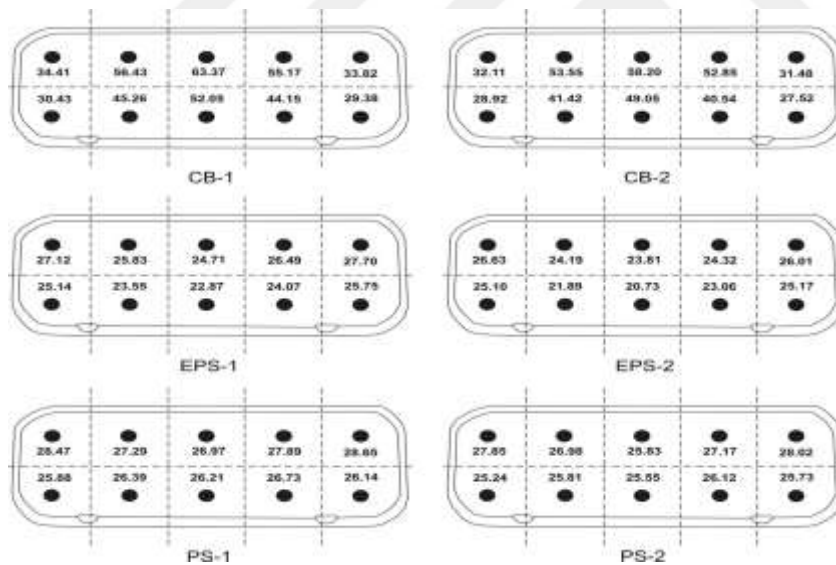 34.41 56.43 63.37 55.17 33.82
30.43 45.26 52.08 44.15 29.38
CB-1
32.11 53.55 58.20 52.85 31.48
28.92 41.42 49.05 40.54 27.52
CB-2
27.12 25.83 24.71 26.49 27.70
25.14 23.55 22.87 24.07 25.75
EPS-1
26.63 24.19 23.81 24.32 26.01
25.10 21.88 20.73 23.06 25.17
EPS-2
28.47 27.29 26.97 27.89 28.65
25.88 26.39 26.21 26.73 26.14
PS-1
27.85 26.98 25.83 27.17 28.02
25.24 25.81 25.55 26.12 25.73
PS-2